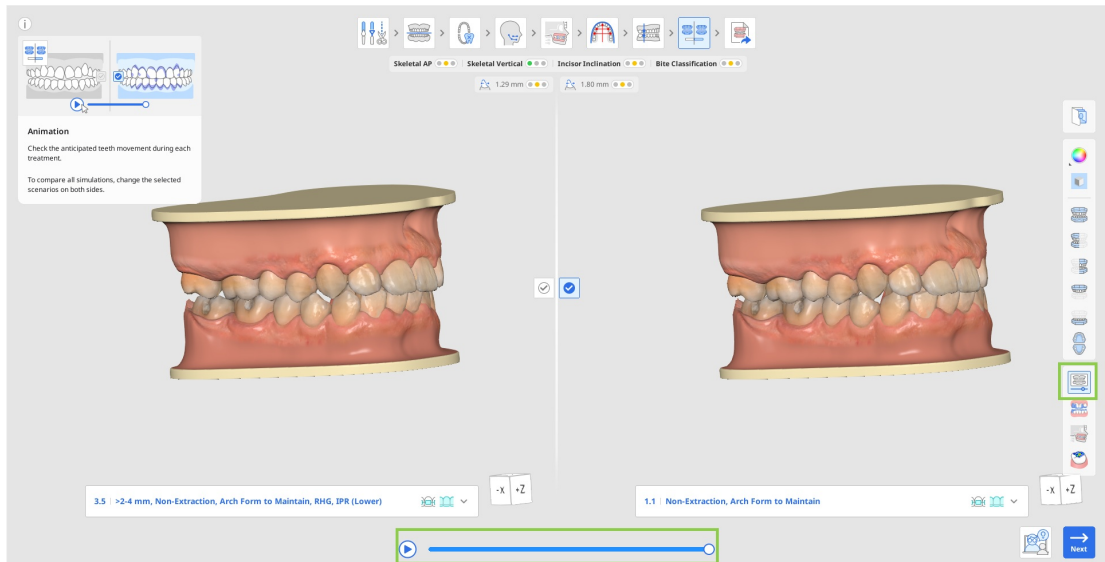 Skeletal AP
Skeletal Vertical
Incisor Inclination
Bite Classification
1.29 mm
1.80 mm
Animation
Check the anticipated teeth movement during each
treatment.
To compare all simulations, change the selected
scenarios on both sides.
3.5 >2-4 mm, Non-Extraction, Arch Form to Maintain, RHG, IPR (Lower)
-X +Z
1.1 Non-Extraction, Arch Form to Maintain
-X +Z
Next